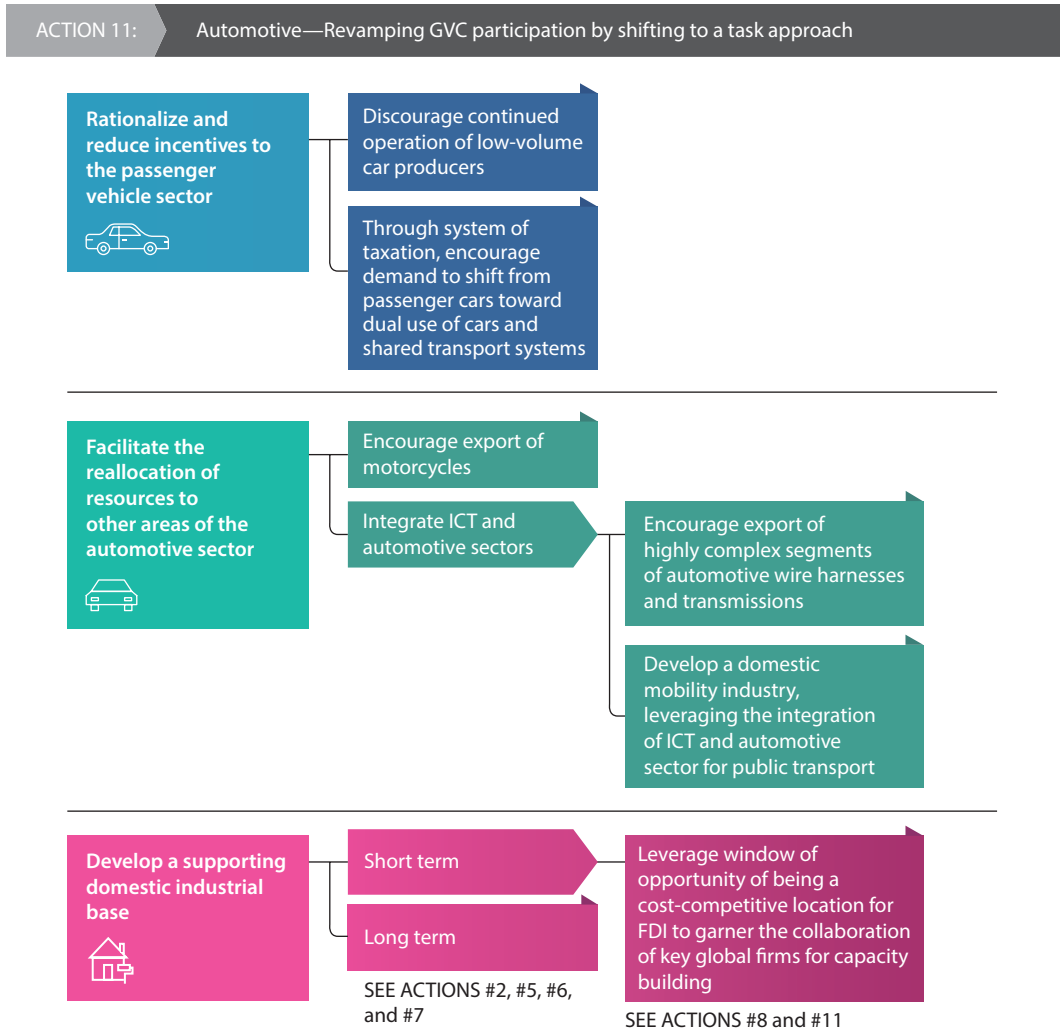 ACTION 11:
Automotive—Revamping GVC participation by shifting to a task approach
Rationalize and
reduce incentives to
the passenger
vehicle sector
Discourage continued
operation of low-volume
car producers
Through system of
taxation, encourage
demand to shift from
passenger cars toward
dual use of cars and
shared transport systems
Facilitate the
reallocation of
resources to
other areas of the
automotive sector
Encourage export of
motorcycles
Integrate ICT and
automotive sectors
Encourage export of
highly complex segments
of automotive wire harnesses
and transmissions
Develop a domestic
mobility industry,
leveraging the integration
of ICT and automotive
sector for public transport
Develop a supporting
domestic industrial
base
Short term
Long term
SEE ACTIONS #2, #5, #6,
and #7
Leverage window of
opportunity of being a
cost-competitive location for
FDI to garner the collaboration
of key global firms for capacity
building
SEE ACTIONS #8 and #11